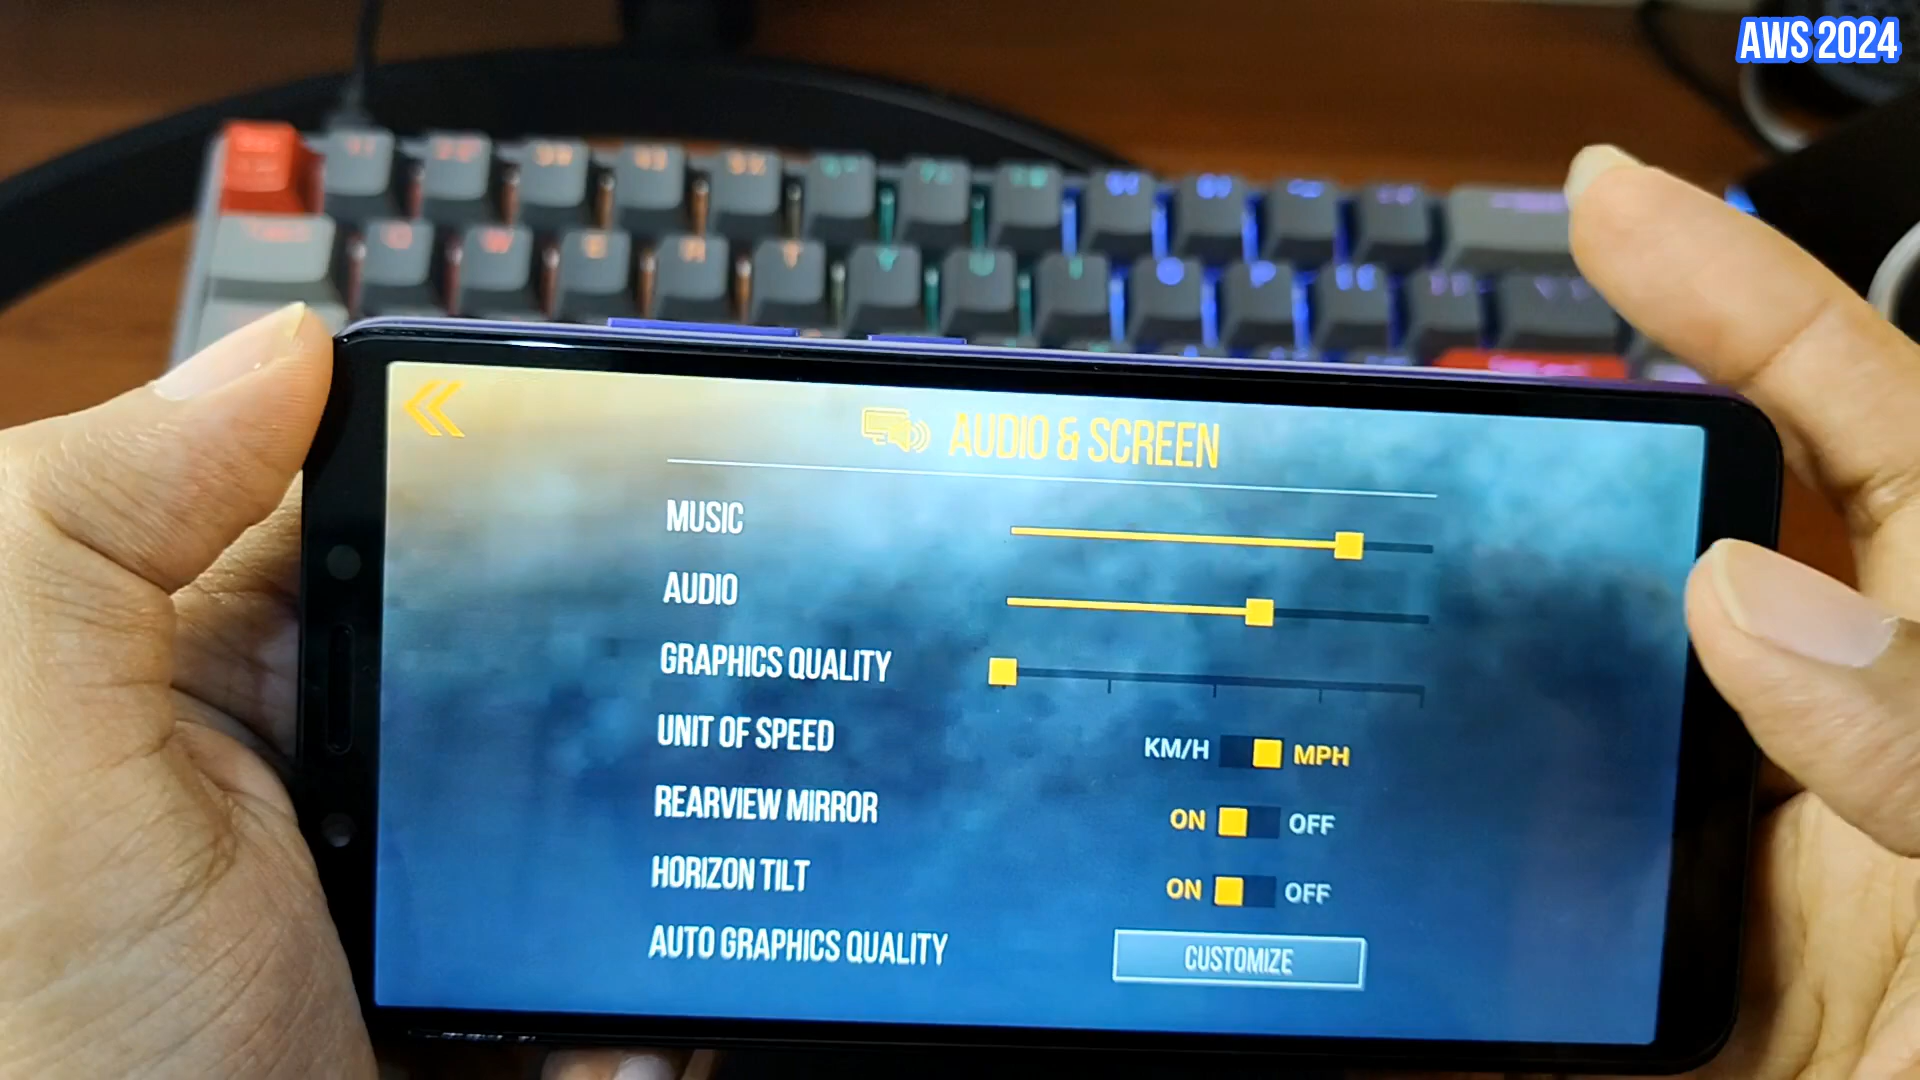 AWS 2024
AUDIO & SCREEN
MUSIC
AUDIO
GRAPHICS QUALITY
UNIT OF SPEED KM/H MPH
REARVIEW MIRROR ON OFF
HORIZON TILT ON OFF
AUTO GRAPHICS QUALITY CUSTOMIZE